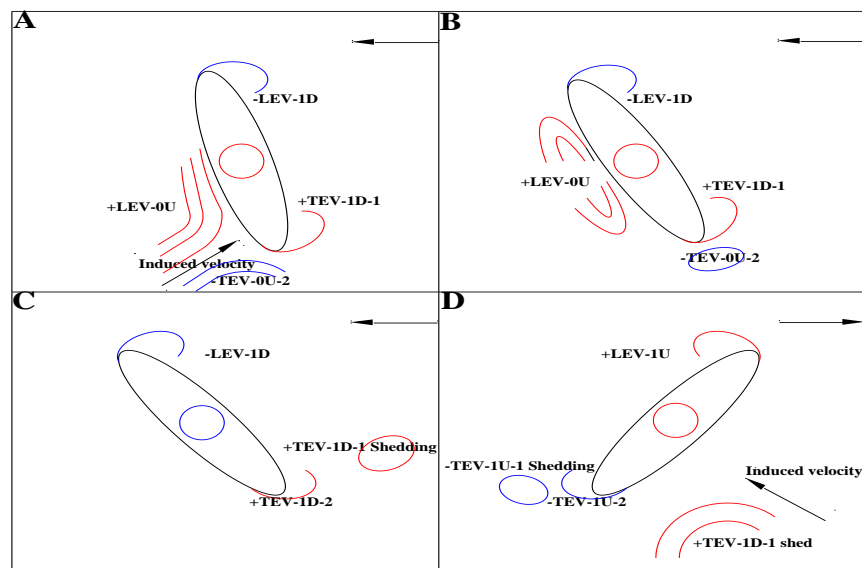 A
-LEV-1D
+LEV-0U
+TEV-1D-1
Induced velocity
-TEV-0U-2
B
-LEV-1D
+LEV-0U
+TEV-1D-1
-TEV-0U-2
C
-LEV-1D
+TEV-1D-1 Shedding
+TEV-1D-2
D
+LEV-1U
-TEV-1U-1 Shedding
Induced velocity
-TEV-1U-2
+TEV-1D-1 shed